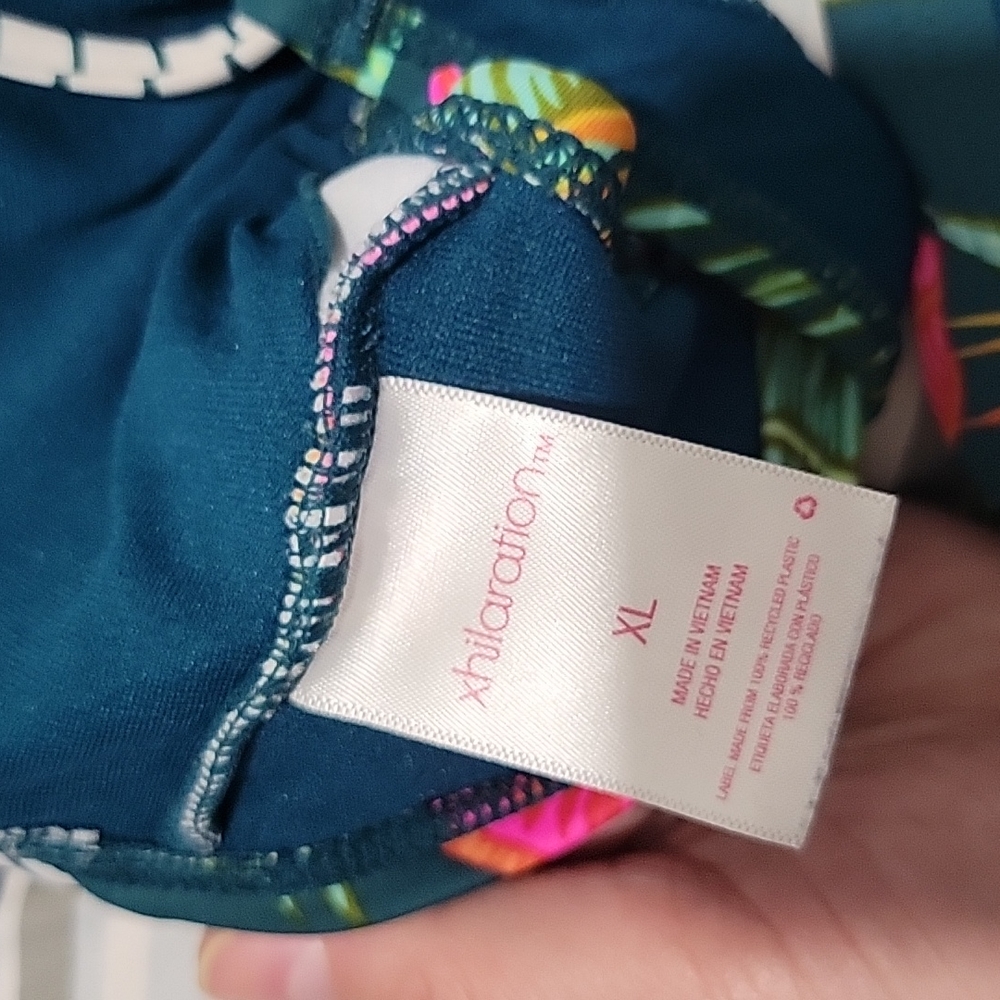 xhilaration™
XL
MADE IN VIETNAM
HECHO EN VIETNAM
LABEL MADE FROM 100% RECYCLED PLASTIC
ETIQUETA ELABORADA CON PLÁSTICO
100 % RECICLADO